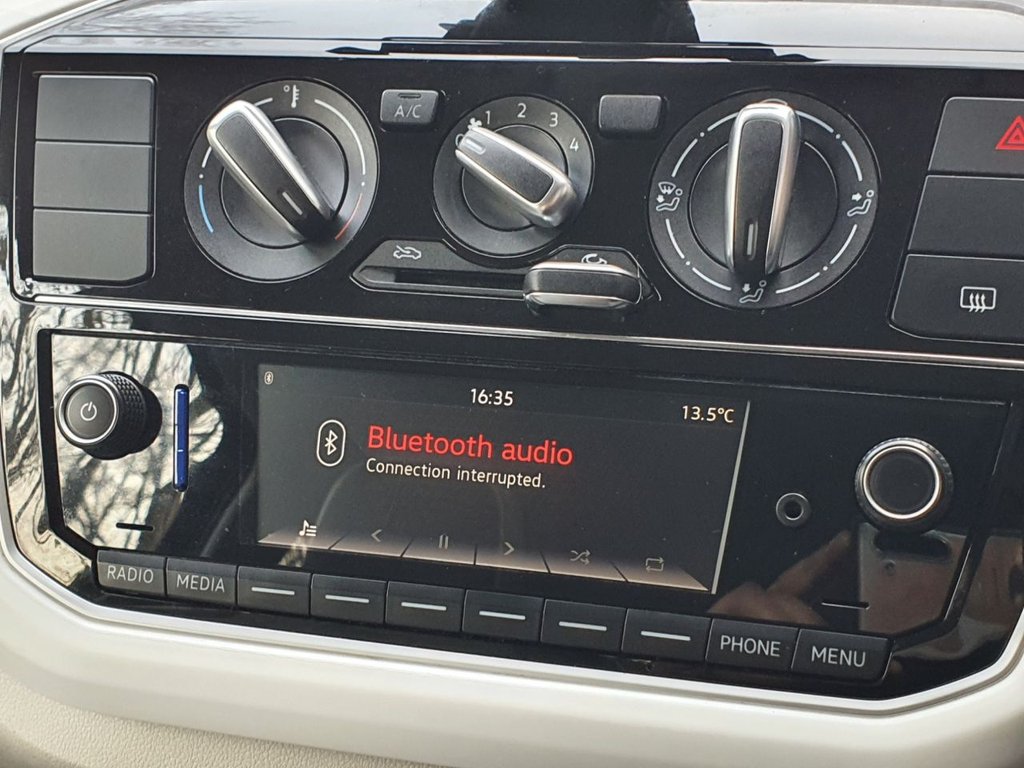 A/C
1 2 3 4
16:35
13.5°C
Bluetooth audio
Connection interrupted.
RADIO
MEDIA
PHONE
MENU